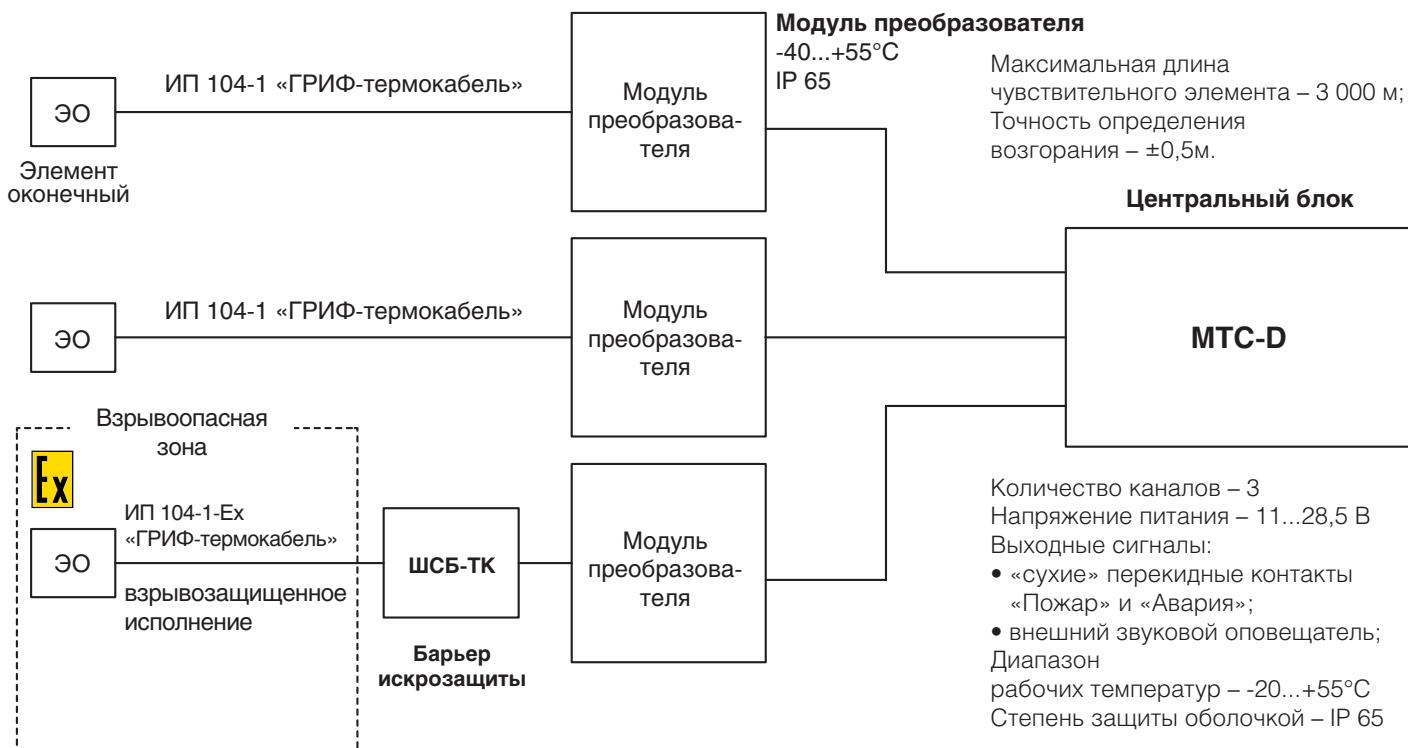 Модуль преобразователя
-40...+55°C
IP 65
ИП 104-1 «ГРИФ-термокабель»
ЭО
Элемент
оконечный
Модуль
преобразова-
теля
Максимальная длина
чувствительного элемента – 3 000 м;
Точность определения
возгорания – ±0,5м.
Центральный блок
МТС-D
ИП 104-1 «ГРИФ-термокабель»
ЭО
Модуль
преобразова-
теля
Взрывоопасная
зона
Ex
ИП 104-1-Ех
«ГРИФ-термокабель»
ЭО
взрывозащищенное
исполнение
ШСБ-ТК
Барьер
искрозащиты
Модуль
преобразова-
теля
Количество каналов – 3
Напряжение питания – 11...28,5 В
Выходные сигналы:
• «сухие» перекидные контакты
«Пожар» и «Авария»;
• внешний звуковой оповещатель;
Диапазон
рабочих температур – -20...+55°C
Степень защиты оболочкой – IP 65